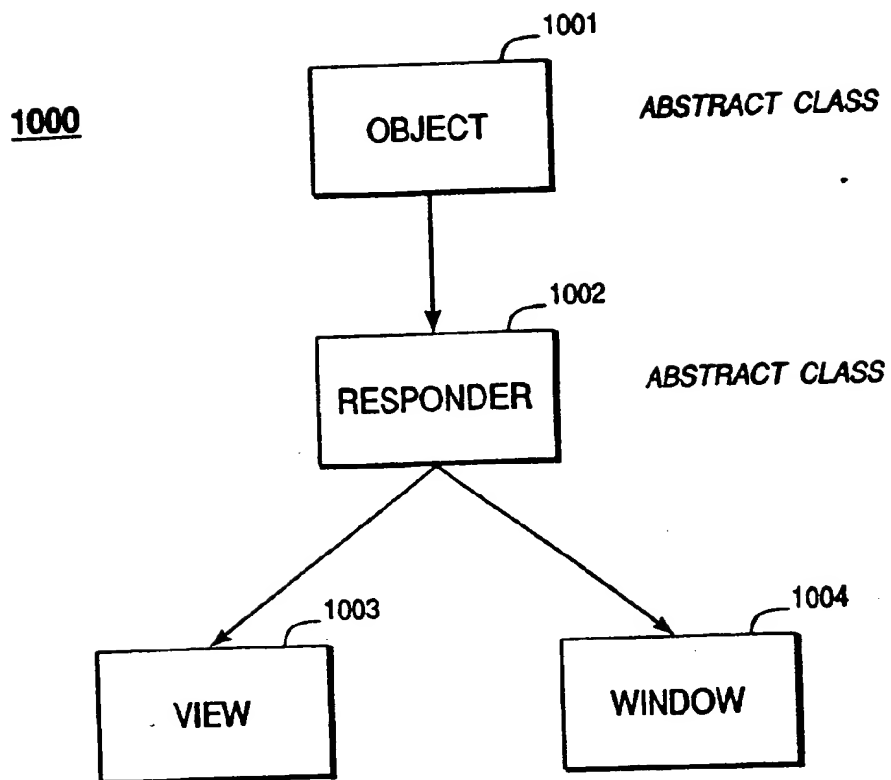 1001
1000
OBJECT
ABSTRACT CLASS
1002
RESPONDER
ABSTRACT CLASS
1003
1004
VIEW
WINDOW